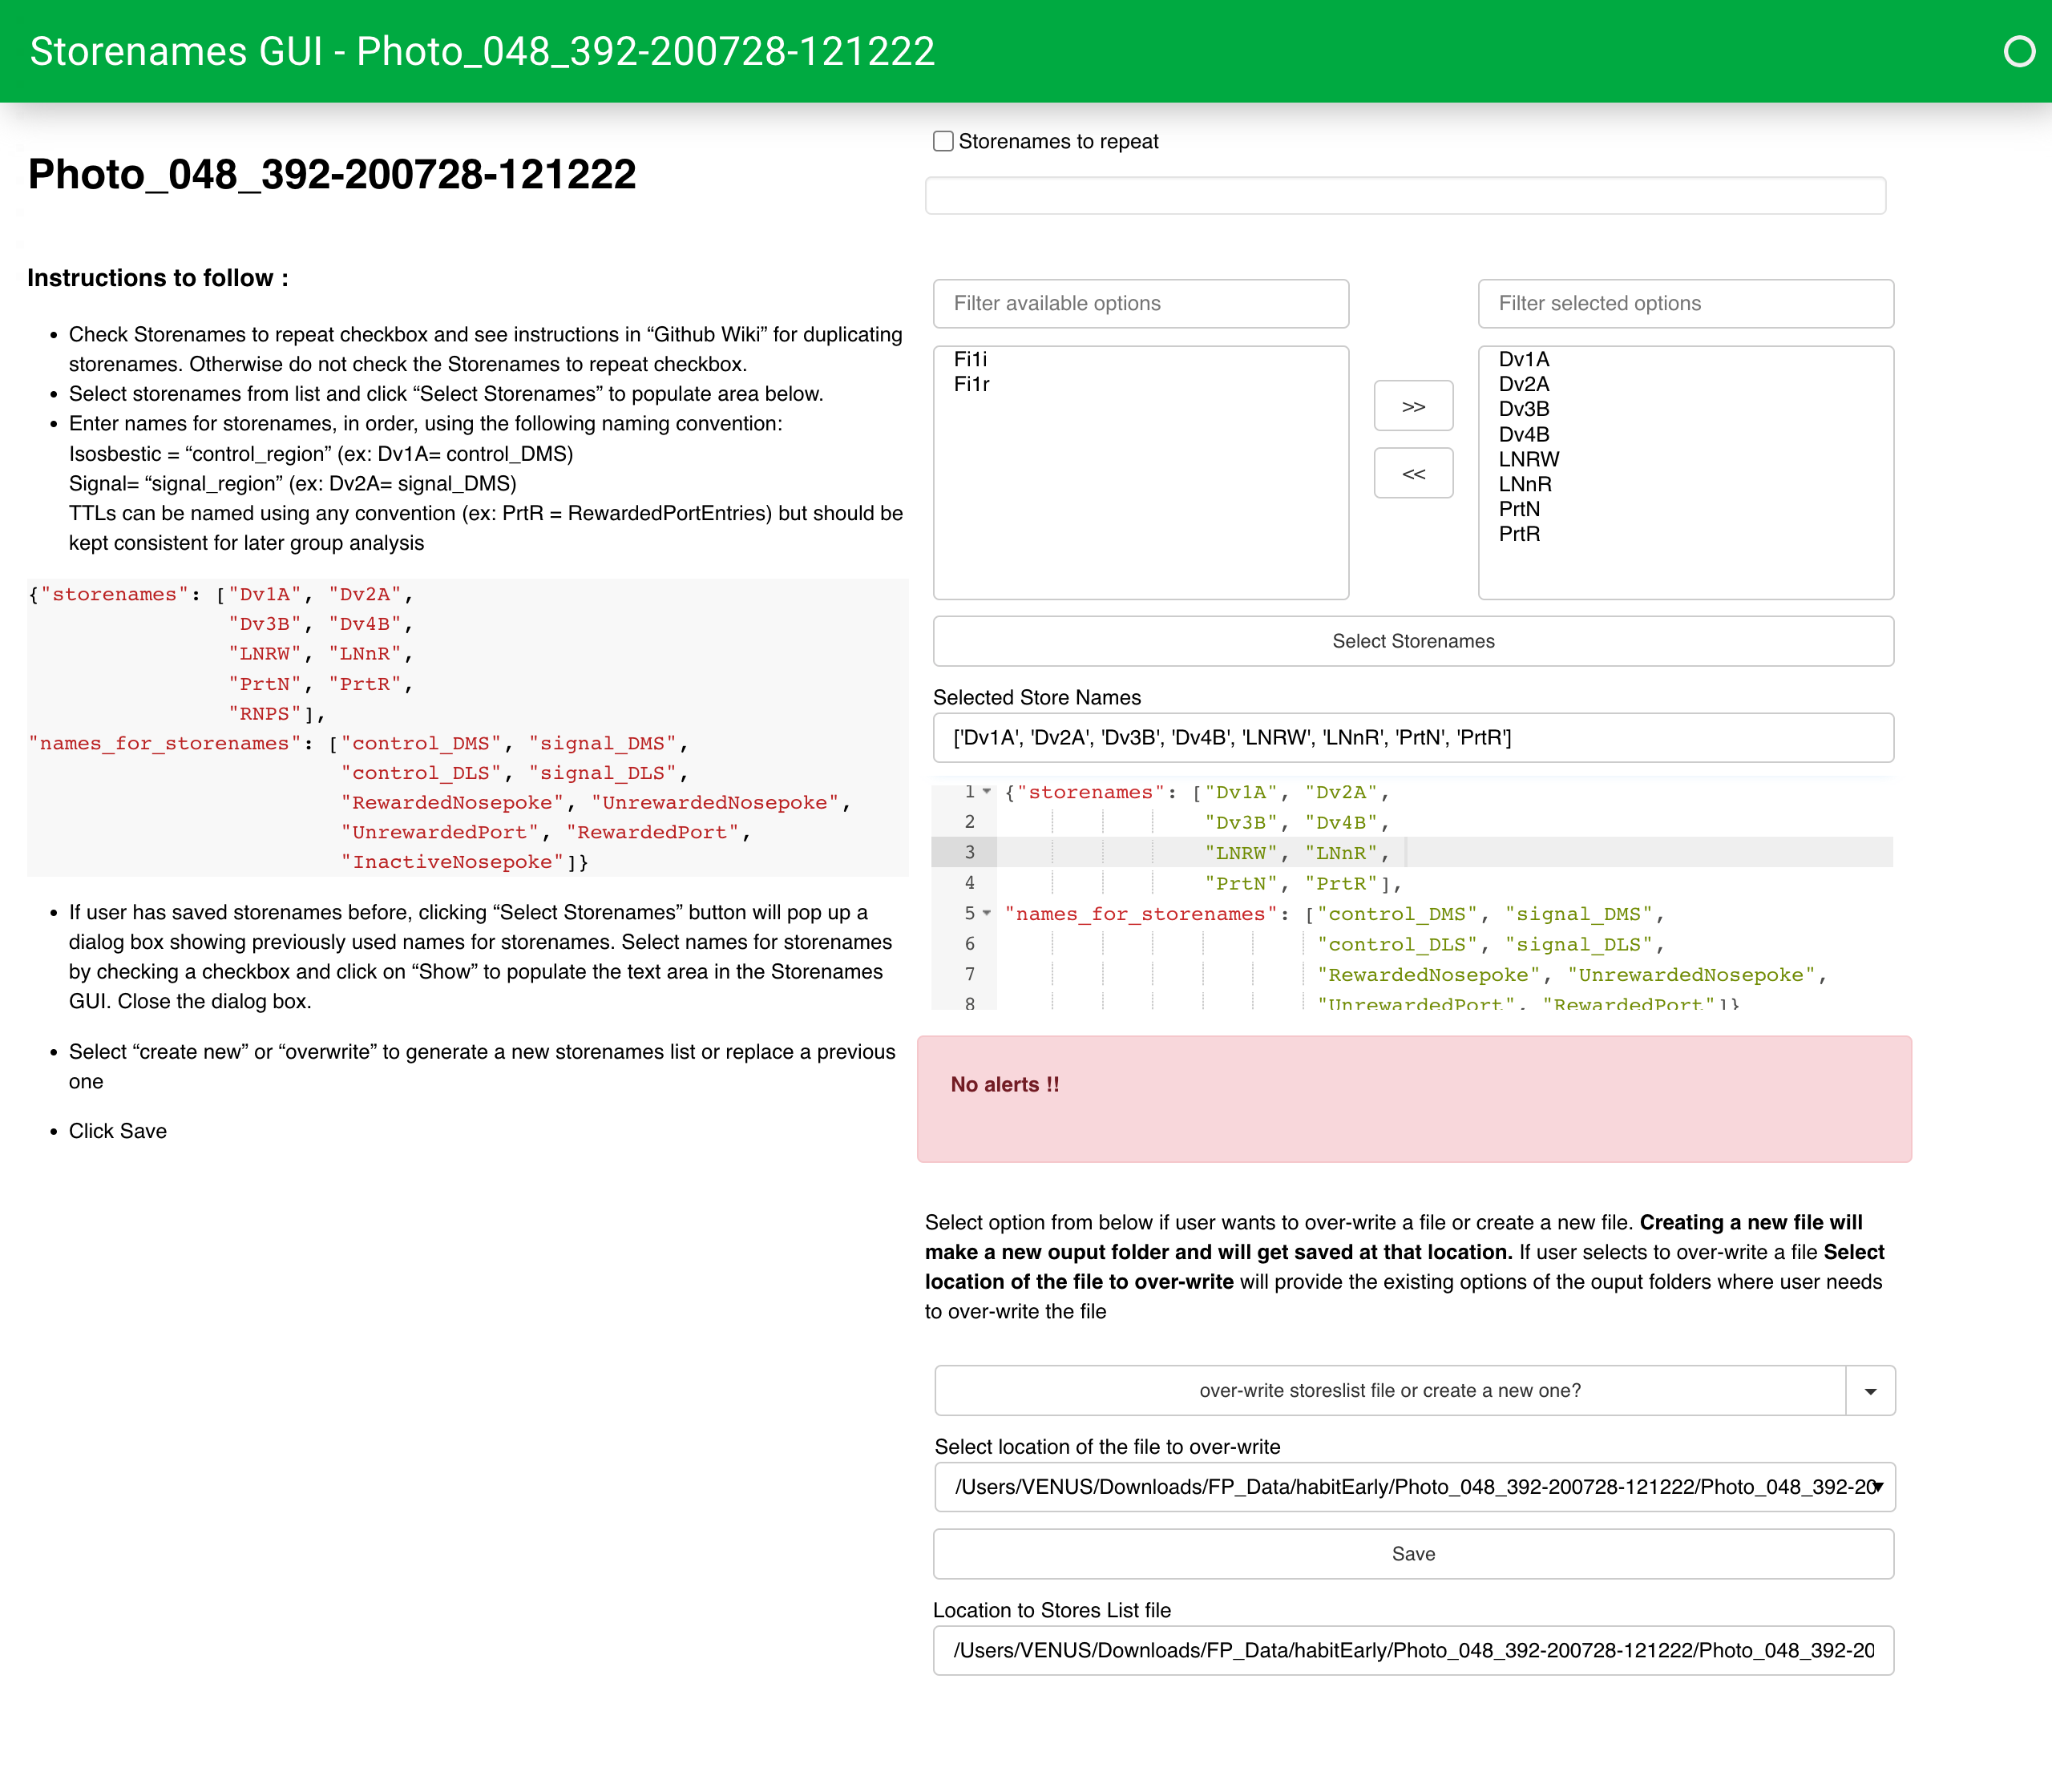 Storenames GUI - Photo_048_392-200728-121222
Photo_048_392-200728-121222
Instructions to follow :
• Check Storenames to repeat checkbox and see instructions in “Github Wiki” for duplicating
storenames. Otherwise do not check the Storenames to repeat checkbox.
• Select storenames from list and click “Select Storenames” to populate area below.
• Enter names for storenames, in order, using the following naming convention:
Isosbestic = “control_region” (ex: Dv1A= control_DMS)
Signal= “signal_region” (ex: Dv2A= signal_DMS)
TTLs can be named using any convention (ex: PrtR = RewardedPortEntries) but should be
kept consistent for later group analysis
{"storenames": ["Dv1A", "Dv2A",
"Dv3B", "Dv4B",
"LNRW", "LNnR",
"PrtN", "PrtR",
"RNPS"],
"names_for_storenames": ["control_DMS", "signal_DMS",
"control_DLS", "signal_DLS",
"RewardedNosepoke", "UnrewardedNosepoke",
"UnrewardedPort", "RewardedPort",
"InactiveNosepoke"]}
• If user has saved storenames before, clicking “Select Storenames” button will pop up a
dialog box showing previously used names for storenames. Select names for storenames
by checking a checkbox and click on “Show” to populate the text area in the Storenames
GUI. Close the dialog box.
• Select “create new” or “overwrite” to generate a new storenames list or replace a previous
one
• Click Save
Storenames to repeat
Filter available options
Fi1i
Fi1r
>>
<<
Filter selected options
Dv1A
Dv2A
Dv3B
Dv4B
LNRW
LNnR
PrtN
PrtR
Select Storenames
Selected Store Names
['Dv1A', 'Dv2A', 'Dv3B', 'Dv4B', 'LNRW', 'LNnR', 'PrtN', 'PrtR']
1 {"storenames": ["Dv1A", "Dv2A",
2 "Dv3B", "Dv4B",
3 "LNRW", "LNnR",
4 "PrtN", "PrtR"],
5 "names_for_storenames": ["control_DMS", "signal_DMS",
6 "control_DLS", "signal_DLS",
7 "RewardedNosepoke", "UnrewardedNosepoke",
8 "UnrewardedPort", "RewardedPort"]}
No alerts !!
Select option from below if user wants to over-write a file or create a new file. Creating a new file will
make a new ouput folder and will get saved at that location. If user selects to over-write a file Select
location of the file to over-write will provide the existing options of the ouput folders where user needs
to over-write the file
over-write storeslist file or create a new one?
Select location of the file to over-write
/Users/VENUS/Downloads/FP_Data/habitEarly/Photo_048_392-200728-121222/Photo_048_392-20
Save
Location to Stores List file
/Users/VENUS/Downloads/FP_Data/habitEarly/Photo_048_392-200728-121222/Photo_048_392-20